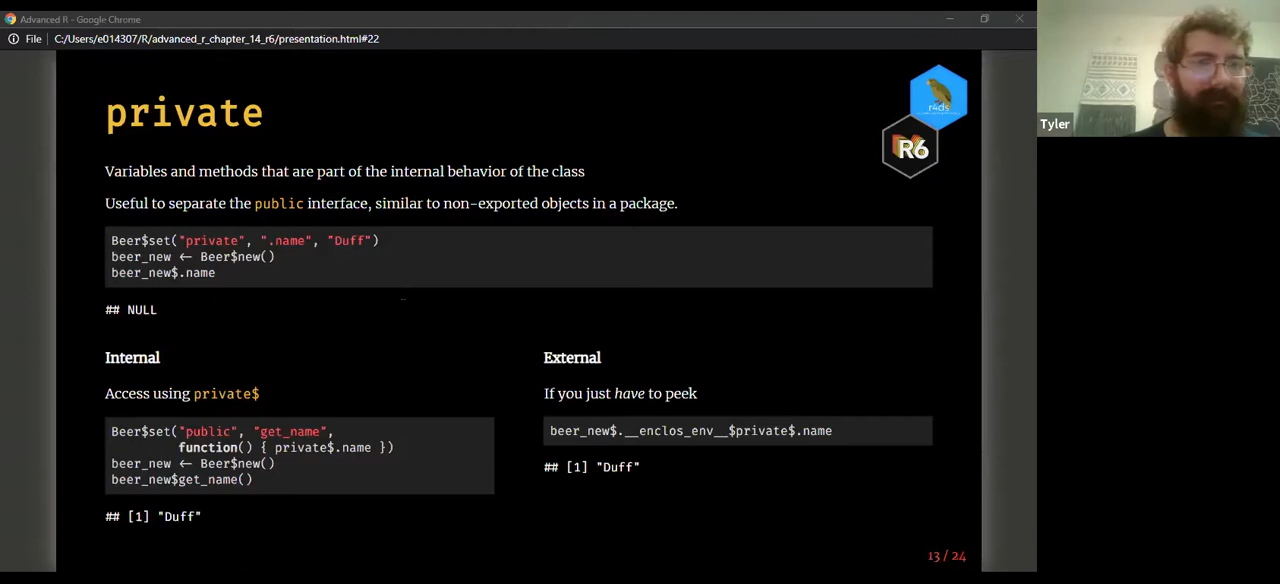 Advanced R - Google Chrome
File C:/Users/e014307/R/advanced_r_chapter_14_r6/presentation.html#22
private
r4ds
R6
Tyler
Variables and methods that are part of the internal behavior of the class
Useful to separate the public interface, similar to non-exported objects in a package.
Beer$set("private", ".name", "Duff")
beer_new ← Beer$new()
beer_new$.name
## NULL
Internal
Access using private$
Beer$set("public", "get_name",
function() { private$.name })
beer_new ← Beer$new()
beer_new$get_name()
## [1] "Duff"
External
If you just have to peek
beer_new$.__enclos_env__$private$.name
## [1] "Duff"
13 / 24